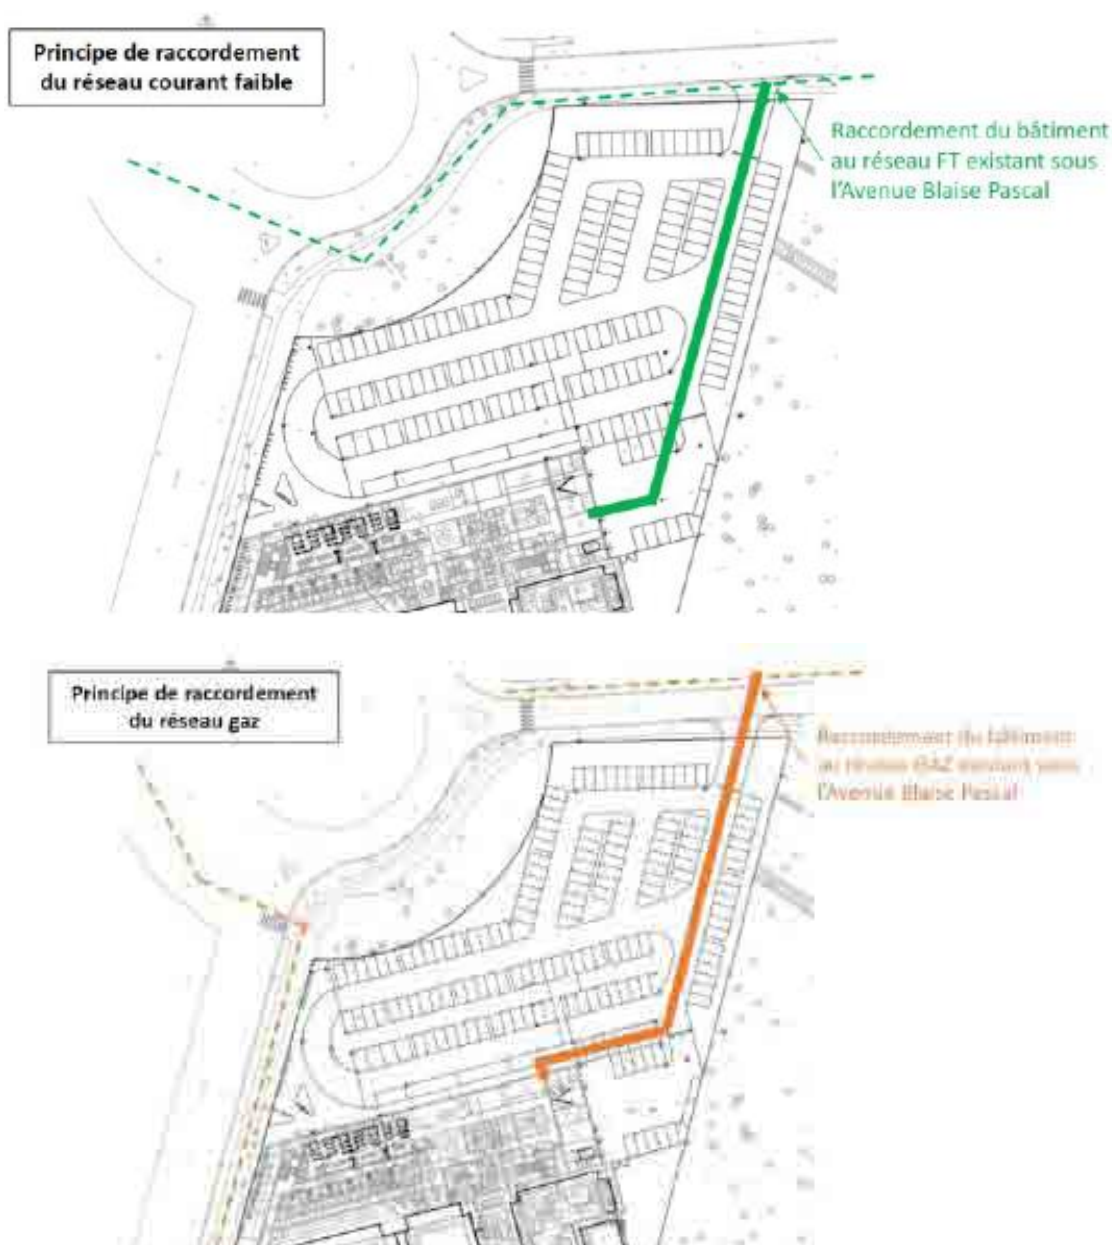 Principe de raccordement
du réseau courant faible
Raccordement du bâtiment
au réseau FT existant sous
l'Avenue Blaise Pascal
Principe de raccordement
du réseau gaz
Raccordement du bâtiment
au réseau GAZ existant sous
l'Avenue Blaise Pascal